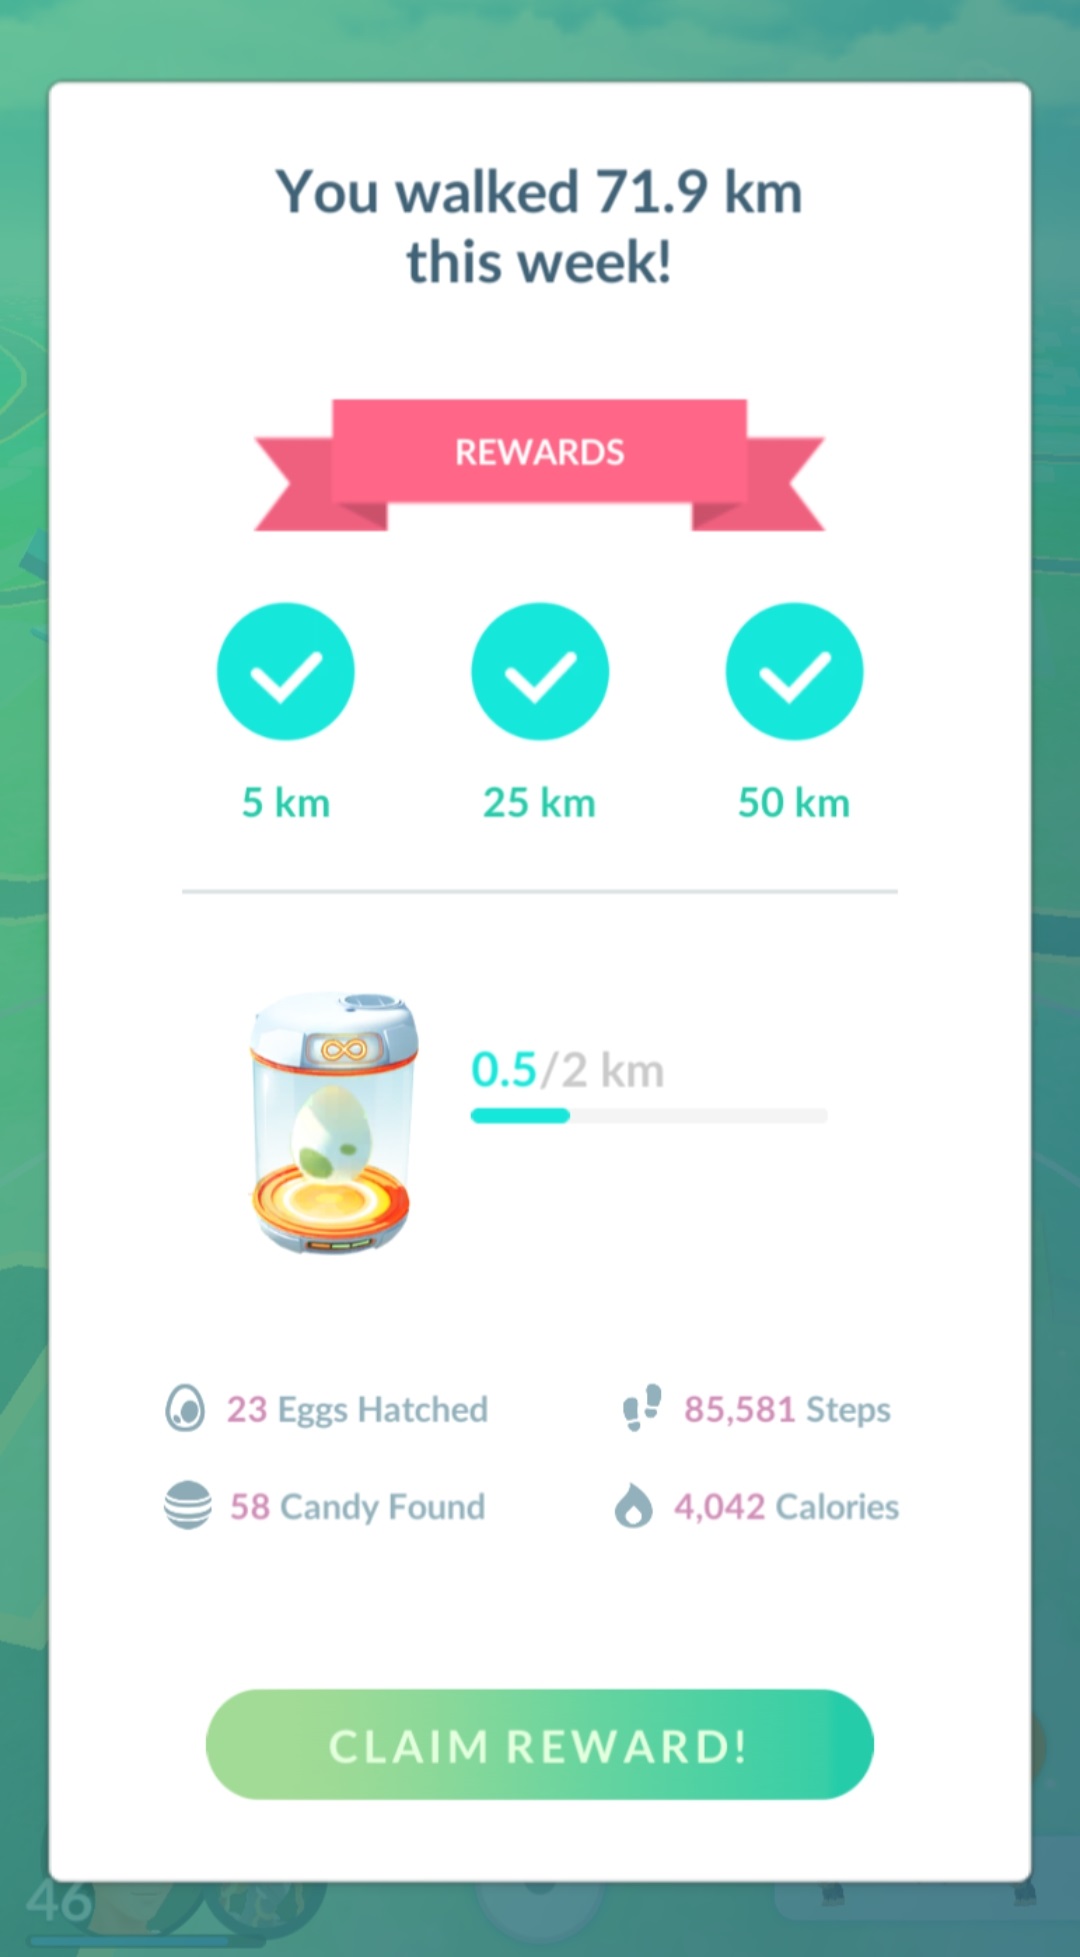 You walked 71.9 km
this week!
REWARDS
5 km 25 km 50 km
0.5/2 km
23 Eggs Hatched 85,581 Steps
58 Candy Found 4,042 Calories
CLAIM REWARD!
46